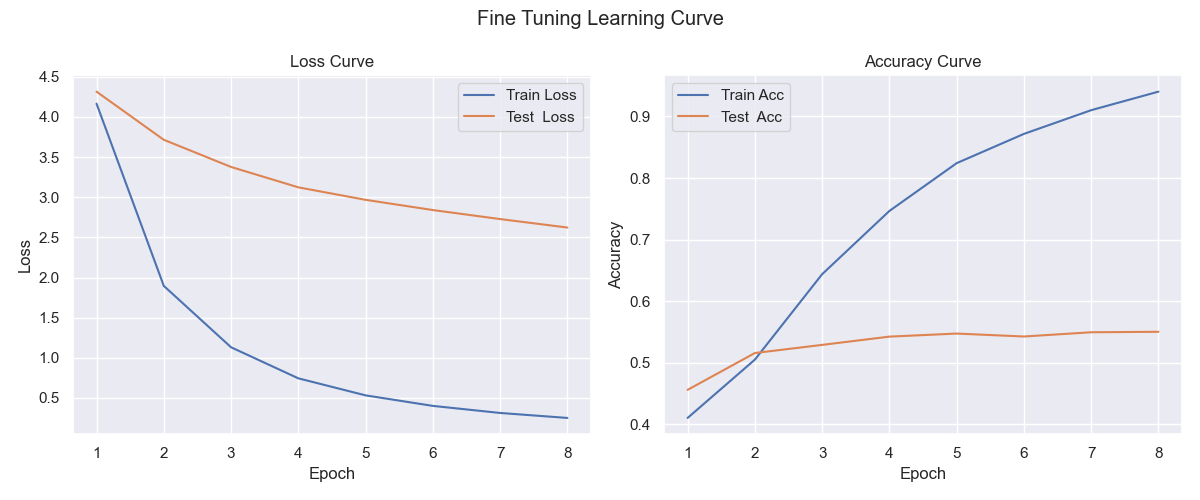 Fine Tuning Learning Curve
Loss Curve
4.5
4.0
3.5
3.0
2.5
2.0
1.5
1.0
0.5
Loss
Train Loss
Test  Loss
1 2 3 4 5 6 7 8
Epoch
Accuracy Curve
0.9
0.8
0.7
0.6
0.5
0.4
Accuracy
Train Acc
Test  Acc
1 2 3 4 5 6 7 8
Epoch